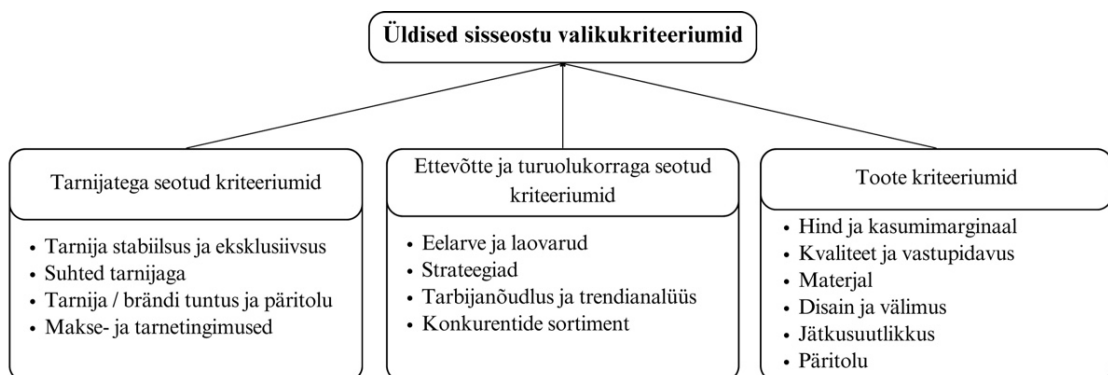 Üldised sisseostu valikukriteeriumid
Tarnijatega seotud kriteeriumid
• Tarnija stabiilsus ja eksklusiivsus
• Suhted tarnijaga
• Tarnija / brändi tuntus ja päritolu
• Makse- ja tarnetingimused
Ettevõtte ja turuolukorraga seotud
kriteeriumid
• Eelarve ja laovarud
• Strateegiad
• Tarbijanõudlus ja trendianalüüs
• Konkurentide sortiment
Toote kriteeriumid
• Hind ja kasumimarginaal
• Kvaliteet ja vastupidavus
• Materjal
• Disain ja välimus
• Jätkusuutlikkus
• Päritolu